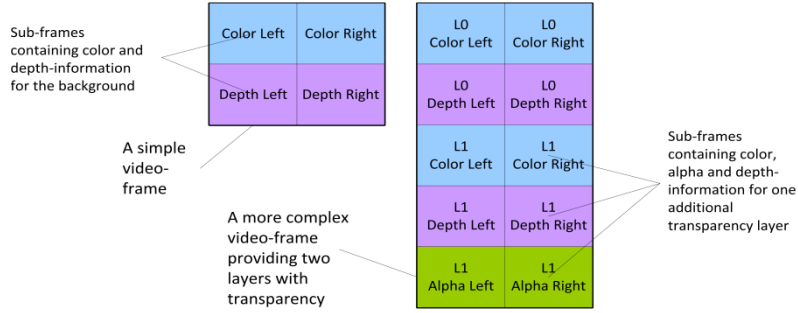 Sub-frames
containing color and
depth-information
for the background
Color Left
Color Right
Depth Left
Depth Right
A simple
video-
frame
L0
Color Left
L0
Color Right
L0
Depth Left
L0
Depth Right
L1
Color Left
L1
Color Right
L1
Depth Left
L1
Depth Right
L1
Alpha Left
L1
Alpha Right
A more complex
video-frame
providing two
layers with
transparency
Sub-frames
containing color,
alpha and depth-
information for one
additional
transparency layer